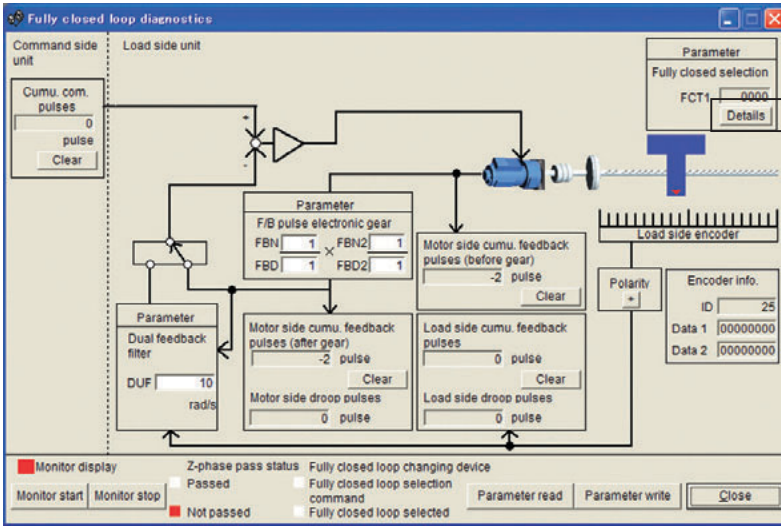 Fully closed loop diagnostics
Command side
unit
Load side unit
Cumu. com.
pulses
0
pulse
Clear
+
-
Parameter
Fully closed selection
FCT1 0000
Details
Parameter
F/B pulse electronic gear
FBN 1 × FBN2 1
FBD 1 FBD2 1
Motor side cumu. feedback
pulses (before gear)
-2 pulse
Clear
Load side encoder
Polarity
+
Encoder info.
ID 25
Data 1 00000000
Data 2 00000000
Parameter
Dual feedback
filter
DUF 10
rad/s
Motor side cumu. feedback
pulses (after gear)
-2 pulse
Clear
Motor side droop pulses
0 pulse
Load side cumu. feedback
pulses
0 pulse
Clear
Load side droop pulses
0 pulse
Monitor display
Monitor start Monitor stop
Z-phase pass status
Passed
Not passed
Fully closed loop changing device
Fully closed loop selection
command
Fully closed loop selected
Parameter read Parameter write Close